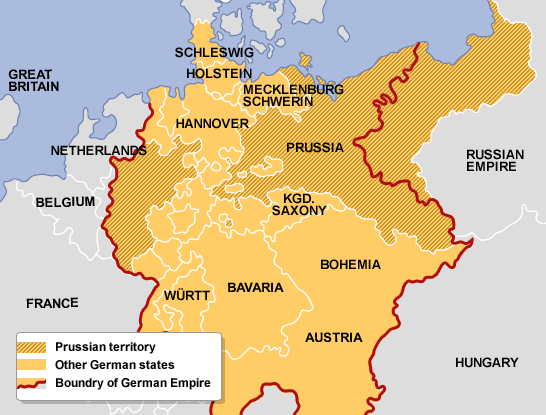 SCHLESWIG
HOLSTEIN
GREAT
BRITAIN
MECKLENBURG
SCHWERIN
HANNOVER
NETHERLANDS
PRUSSIA
RUSSIAN
EMPIRE
BELGIUM
KGD.
SAXONY
BOHEMIA
BAVARIA
WÜRTT
FRANCE
AUSTRIA
HUNGARY
Prussian territory
Other German states
Boundry of German Empire